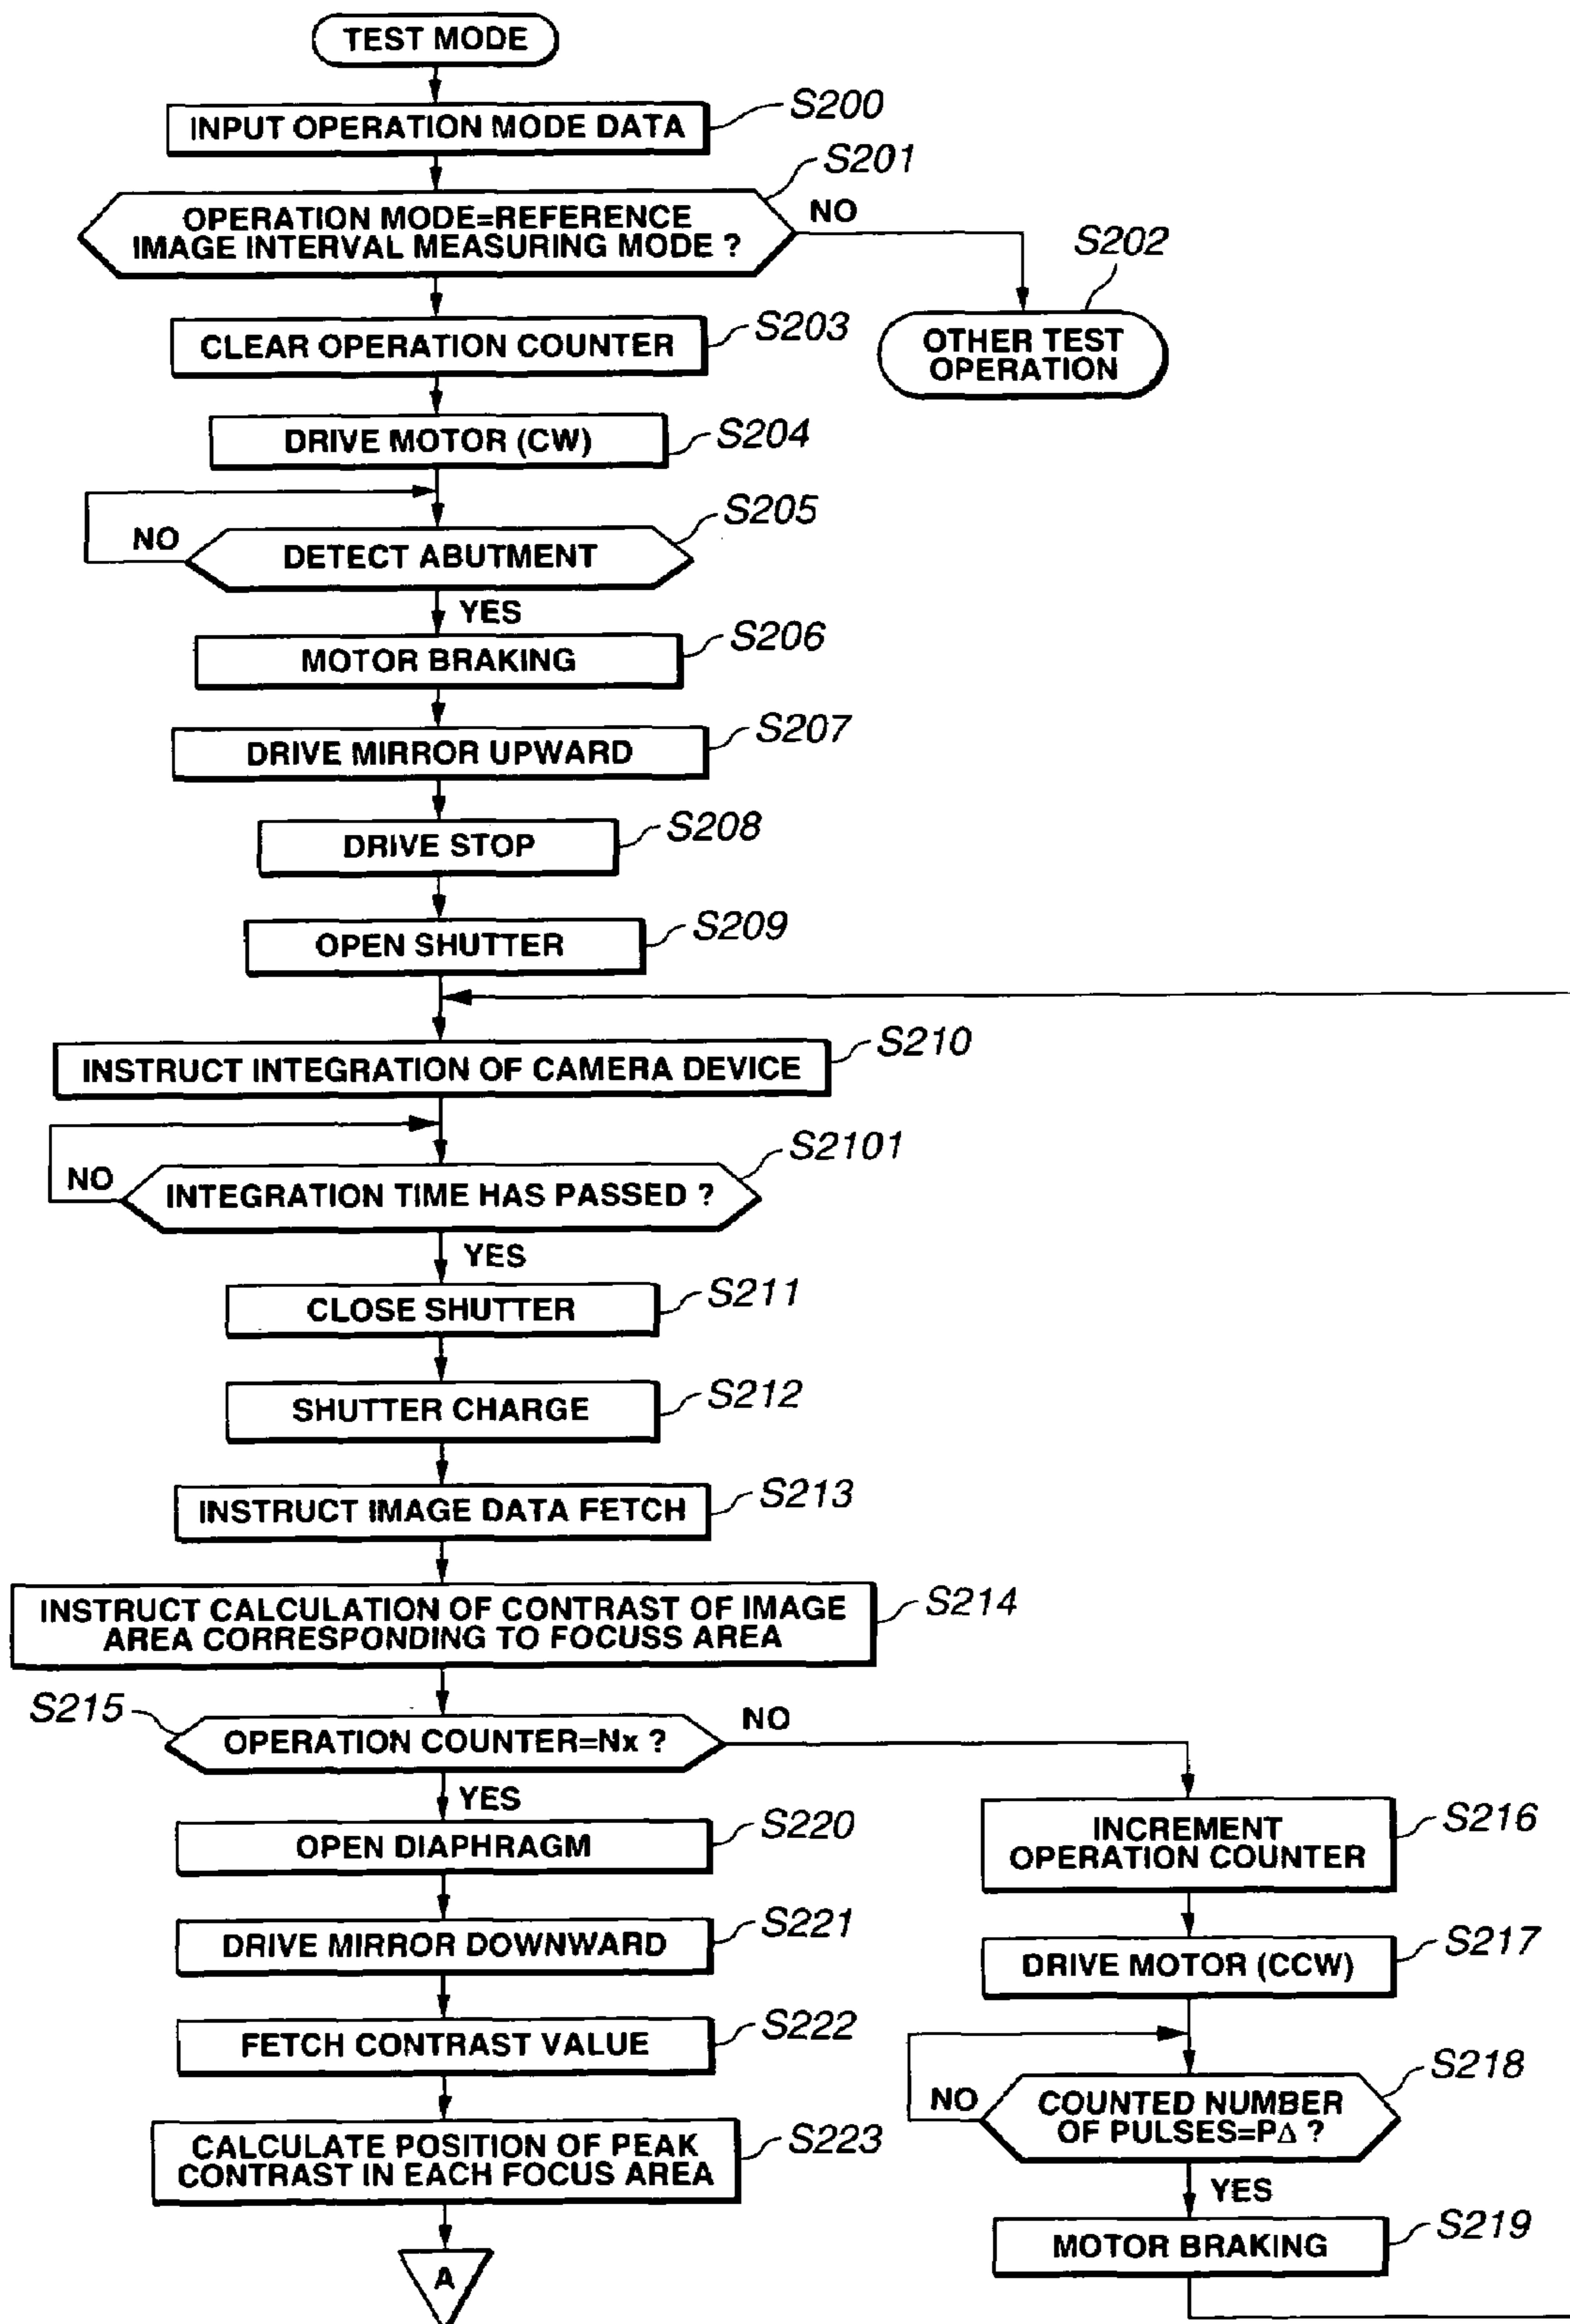 TEST MODE
S200
INPUT OPERATION MODE DATA
S201
OPERATION MODE=REFERENCE
IMAGE INTERVAL MEASURING MODE ?
NO
S202
OTHER TEST
OPERATION
S203
CLEAR OPERATION COUNTER
S204
DRIVE MOTOR (CW)
S205
NO
DETECT ABUTMENT
YES
S206
MOTOR BRAKING
S207
DRIVE MIRROR UPWARD
S208
DRIVE STOP
S209
OPEN SHUTTER
S210
INSTRUCT INTEGRATION OF CAMERA DEVICE
S2101
NO
INTEGRATION TIME HAS PASSED ?
YES
S211
CLOSE SHUTTER
S212
SHUTTER CHARGE
S213
INSTRUCT IMAGE DATA FETCH
S214
INSTRUCT CALCULATION OF CONTRAST OF IMAGE
AREA CORRESPONDING TO FOCUSS AREA
S215
OPERATION COUNTER=Nx ?
NO
YES
S220
OPEN DIAPHRAGM
S221
DRIVE MIRROR DOWNWARD
S222
FETCH CONTRAST VALUE
S223
CALCULATE POSITION OF PEAK
CONTRAST IN EACH FOCUS AREA
A
S216
INCREMENT
OPERATION COUNTER
S217
DRIVE MOTOR (CCW)
S218
NO
COUNTED NUMBER
OF PULSES=PΔ ?
YES
S219
MOTOR BRAKING